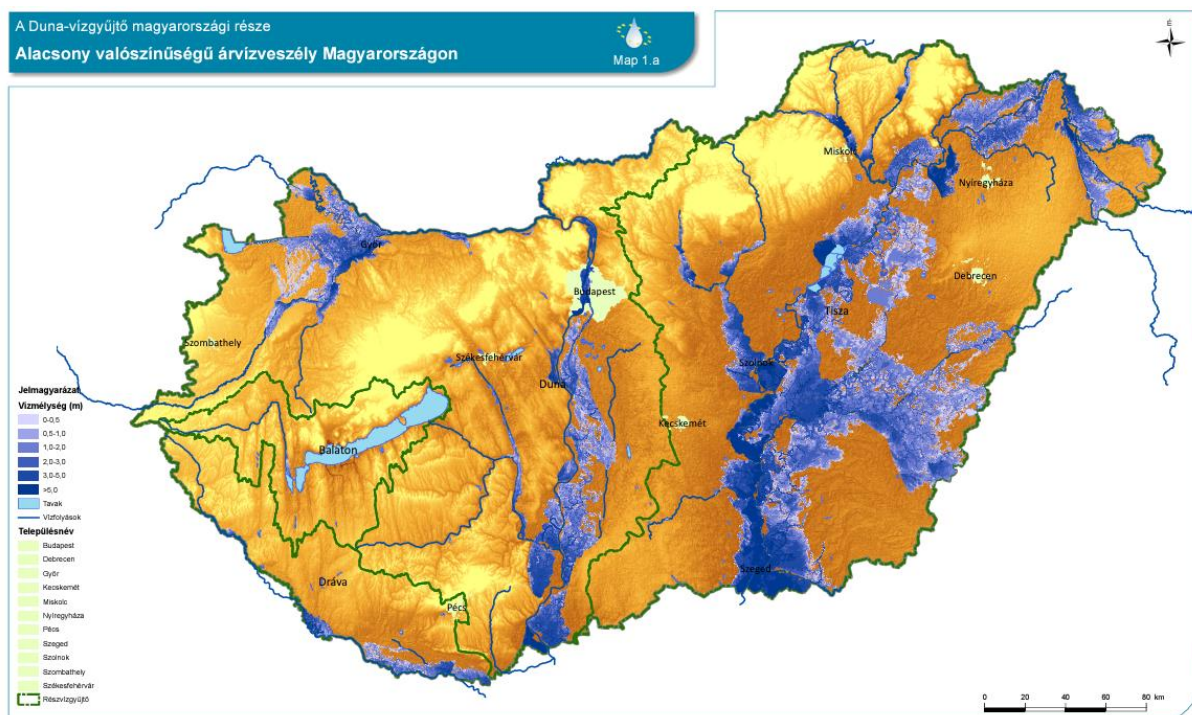 A Duna-vízgyűjtő magyarországi része
Alacsony valószínűségű árvízveszély Magyarországon
Map 1.a
Miskolc
Nyíregyháza
Győr
Debrecen
Budapest
Tisza
Szombathely
Székesfehérvár
Szolnok
Duna
Kecskemét
Balaton
Szeged
Dráva
Pécs
Jelmagyarázat
Vízmélység (m)
0-0,5
0,5-1,0
1,0-2,0
2,0-3,0
3,0-5,0
>5,0
Tavak
Vízfolyások
Településnév
Budapest
Debrecen
Győr
Kecskemét
Miskolc
Nyíregyháza
Pécs
Szeged
Szolnok
Szombathely
Székesfehérvár
Részvízgyűjtő
0 20 40 60 80 km